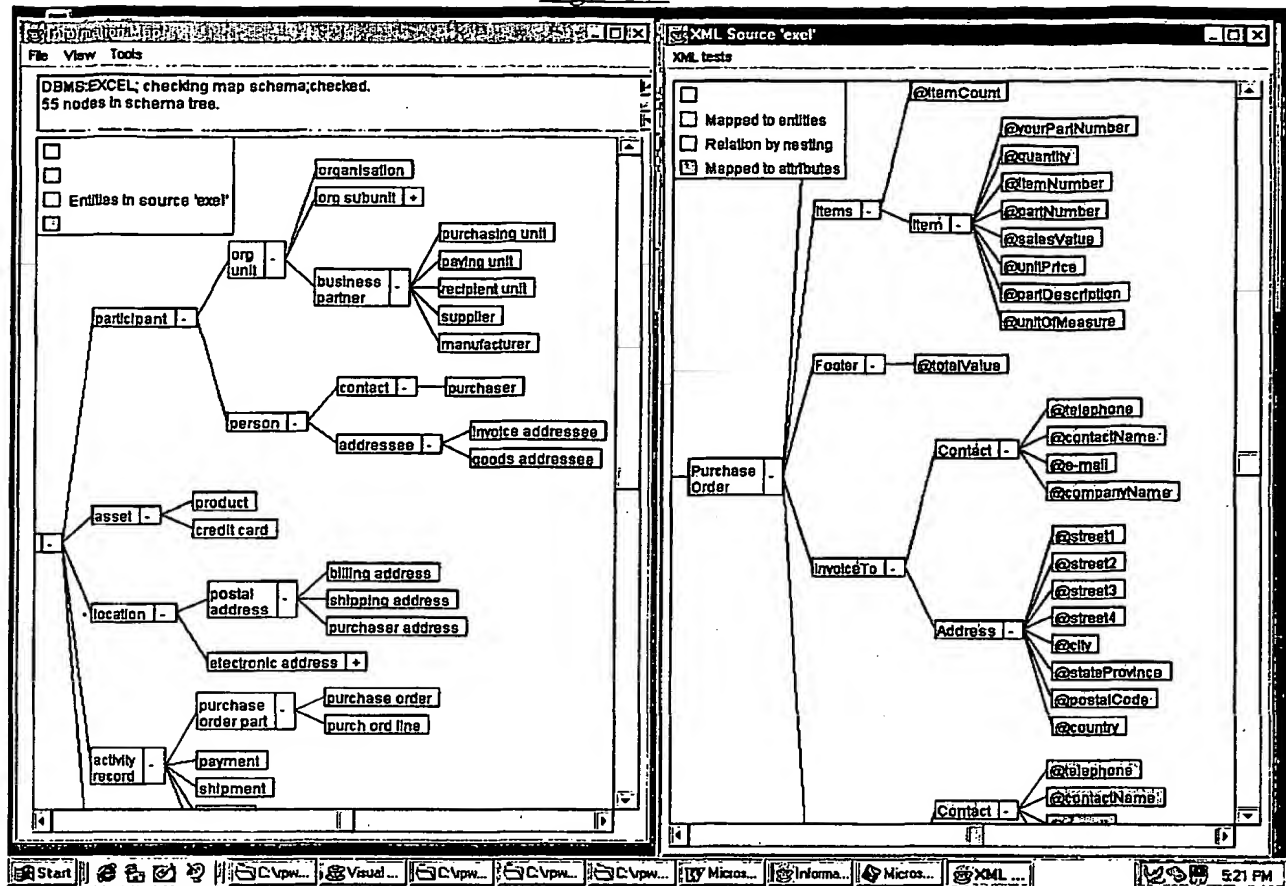 File View Tools
DBMS:EXCEL; checking map schema;checked.
55 nodes in schema tree.
Entities in source 'exel'
organisation
org subunit +
org
unit -
purchasing unit
paying unit
business
partner -
recipient unit
supplier
manufacturer
participant -
contact -
purchaser
person -
addressee -
invoice addressee
goods addressee
product
asset -
credit card
-
billing address
postal
address -
shipping address
location -
purchaser address
electronic address +
purchase
order part -
purchase order
purch ord line
activity
record -
payment
shipment
XML Source 'exel'
XML tests
Mapped to entities
Relation by nesting
Mapped to attributes
@itemCount
@yourPartNumber
@quantity
@itemNumber
Items -
Item -
@partNumber
@salesValue
@unitPrice
@partDescription
@unitOfMeasure
Footer -
@totalValue
@telephone
@contactName
Contact -
@e-mail
@companyName
Purchase
Order -
@street1
@street2
InvoiceTo -
@street3
@street4
Address -
@city
@stateProvince
@postalCode
@country
@telephone
@contactName
Contact -
Start
C:\vpw...
Visual ...
C:\vpw...
C:\vpw...
C:\vpw...
Micros...
Informa...
Micros...
XML ...
5:21 PM